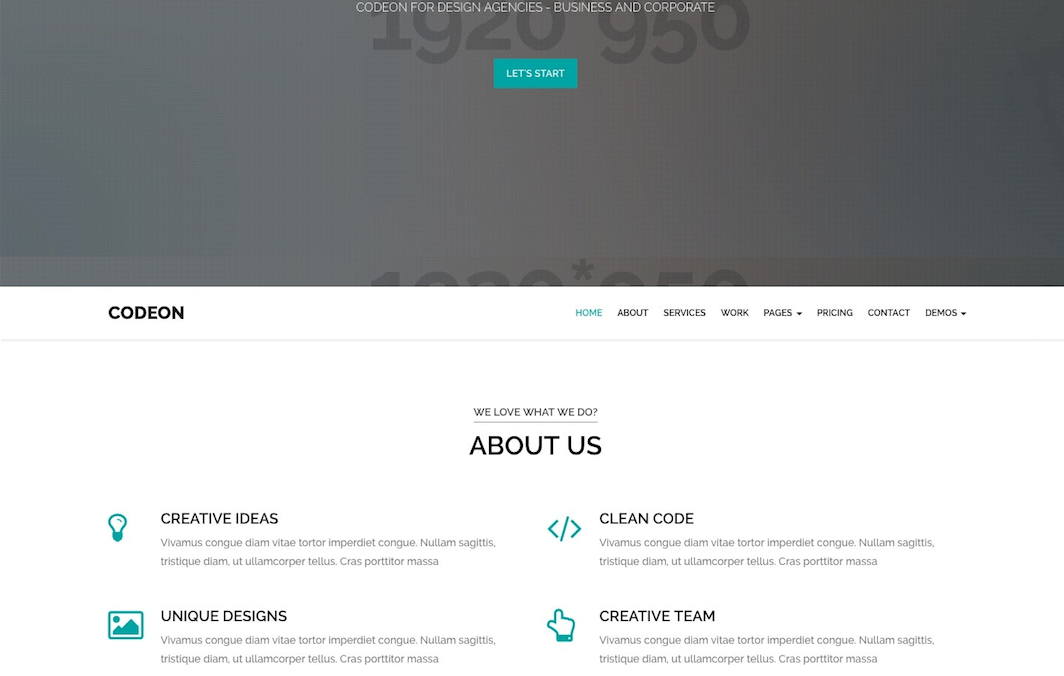 CODEON FOR DESIGN AGENCIES - BUSINESS AND CORPORATE
1920*950
LET'S START
1920*950
CODEON
HOME ABOUT SERVICES WORK PAGES PRICING CONTACT DEMOS
WE LOVE WHAT WE DO?
ABOUT US
CREATIVE IDEAS
Vivamus congue diam vitae tortor imperdiet congue. Nullam sagittis,
tristique diam, ut ullamcorper tellus. Cras porttitor massa
CLEAN CODE
Vivamus congue diam vitae tortor imperdiet congue. Nullam sagittis,
tristique diam, ut ullamcorper tellus. Cras porttitor massa
UNIQUE DESIGNS
Vivamus congue diam vitae tortor imperdiet congue. Nullam sagittis,
tristique diam, ut ullamcorper tellus. Cras porttitor massa
CREATIVE TEAM
Vivamus congue diam vitae tortor imperdiet congue. Nullam sagittis,
tristique diam, ut ullamcorper tellus. Cras porttitor massa